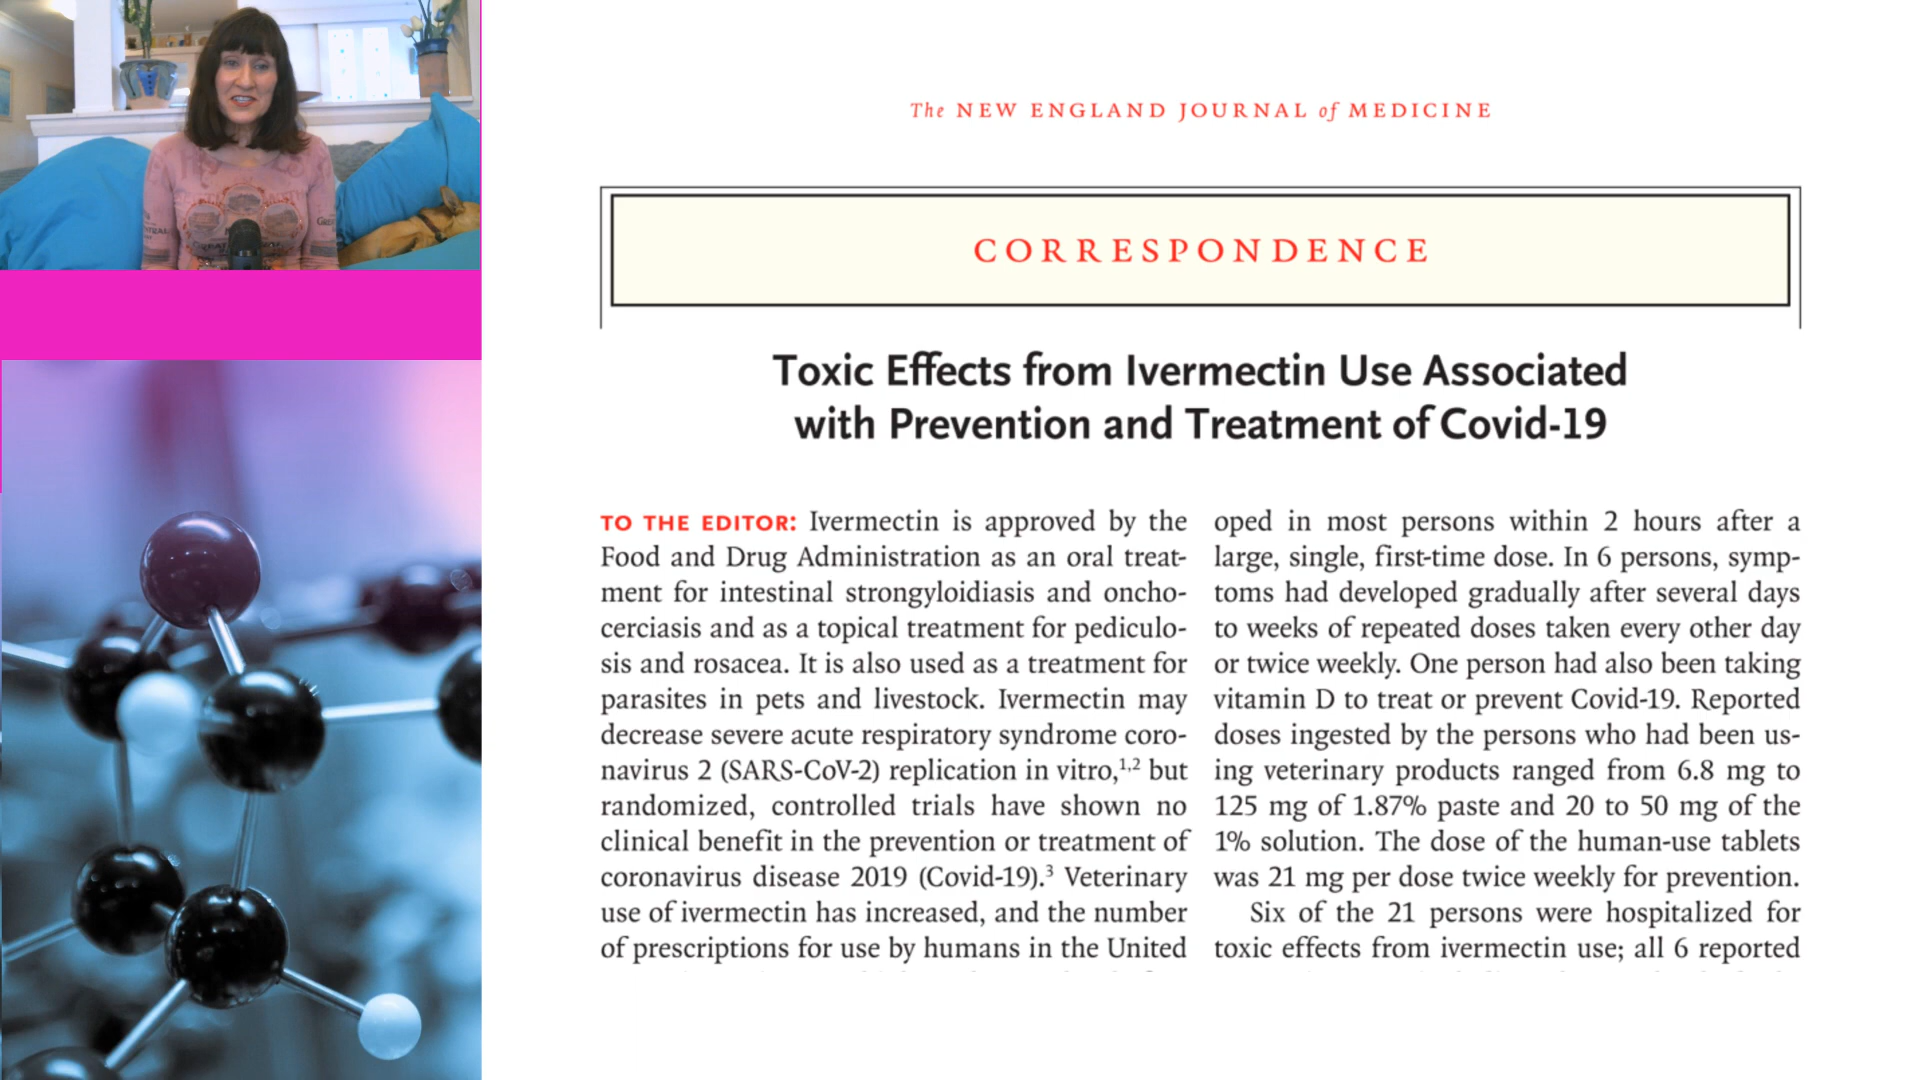 The NEW ENGLAND JOURNAL of MEDICINE
CORRESPONDENCE
Toxic Effects from Ivermectin Use Associated
with Prevention and Treatment of Covid-19
TO THE EDITOR: Ivermectin is approved by the
Food and Drug Administration as an oral treat-
ment for intestinal strongyloidiasis and oncho-
cerciasis and as a topical treatment for pediculo-
sis and rosacea. It is also used as a treatment for
parasites in pets and livestock. Ivermectin may
decrease severe acute respiratory syndrome coro-
navirus 2 (SARS-CoV-2) replication in vitro,1,2 but
randomized, controlled trials have shown no
clinical benefit in the prevention or treatment of
coronavirus disease 2019 (Covid-19).3 Veterinary
use of ivermectin has increased, and the number
of prescriptions for use by humans in the United
oped in most persons within 2 hours after a
large, single, first-time dose. In 6 persons, symp-
toms had developed gradually after several days
to weeks of repeated doses taken every other day
or twice weekly. One person had also been taking
vitamin D to treat or prevent Covid-19. Reported
doses ingested by the persons who had been us-
ing veterinary products ranged from 6.8 mg to
125 mg of 1.87% paste and 20 to 50 mg of the
1% solution. The dose of the human-use tablets
was 21 mg per dose twice weekly for prevention.
Six of the 21 persons were hospitalized for
toxic effects from ivermectin use; all 6 reported